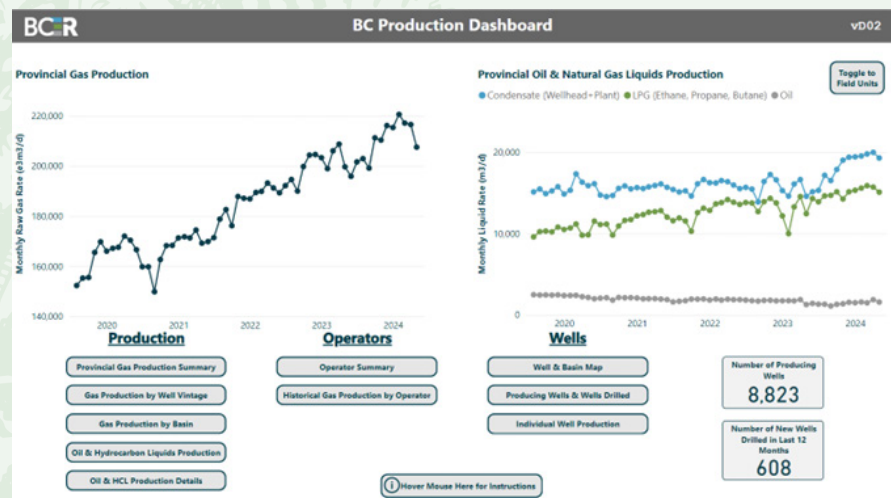 BCER
BC Production Dashboard
vD02
Provincial Gas Production
Monthly Raw Gas Rate (e3m3/d)
220,000
200,000
180,000
160,000
140,000
2020
2021
2022
2023
2024
Provincial Oil & Natural Gas Liquids Production
Toggle to
Field Units
Condensate (Wellhead+Plant)
LPG (Ethane, Propane, Butane)
Oil
Monthly Liquid Rate (m3/d)
20,000
10,000
0
2020
2021
2022
2023
2024
Production
Provincial Gas Production Summary
Gas Production by Well Vintage
Gas Production by Basin
Oil & Hydrocarbon Liquids Production
Oil & HCL Production Details
Operators
Operator Summary
Historical Gas Production by Operator
Wells
Well & Basin Map
Producing Wells & Wells Drilled
Individual Well Production
Number of Producing
Wells
8,823
Number of New Wells
Drilled in Last 12
Months
608
i Hover Mouse Here for Instructions